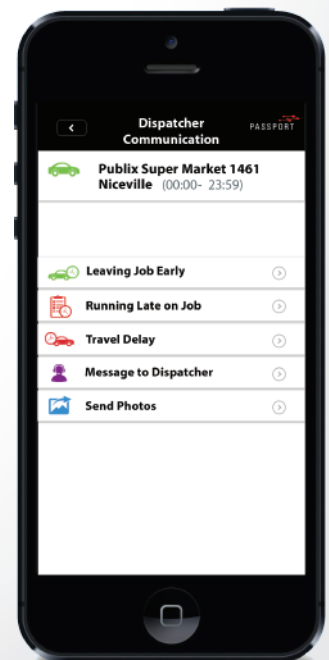 Dispatcher
Communication
PASSPORT
Publix Super Market 1461
Niceville (00:00- 23:59)
Leaving Job Early
Running Late on Job
Travel Delay
Message to Dispatcher
Send Photos